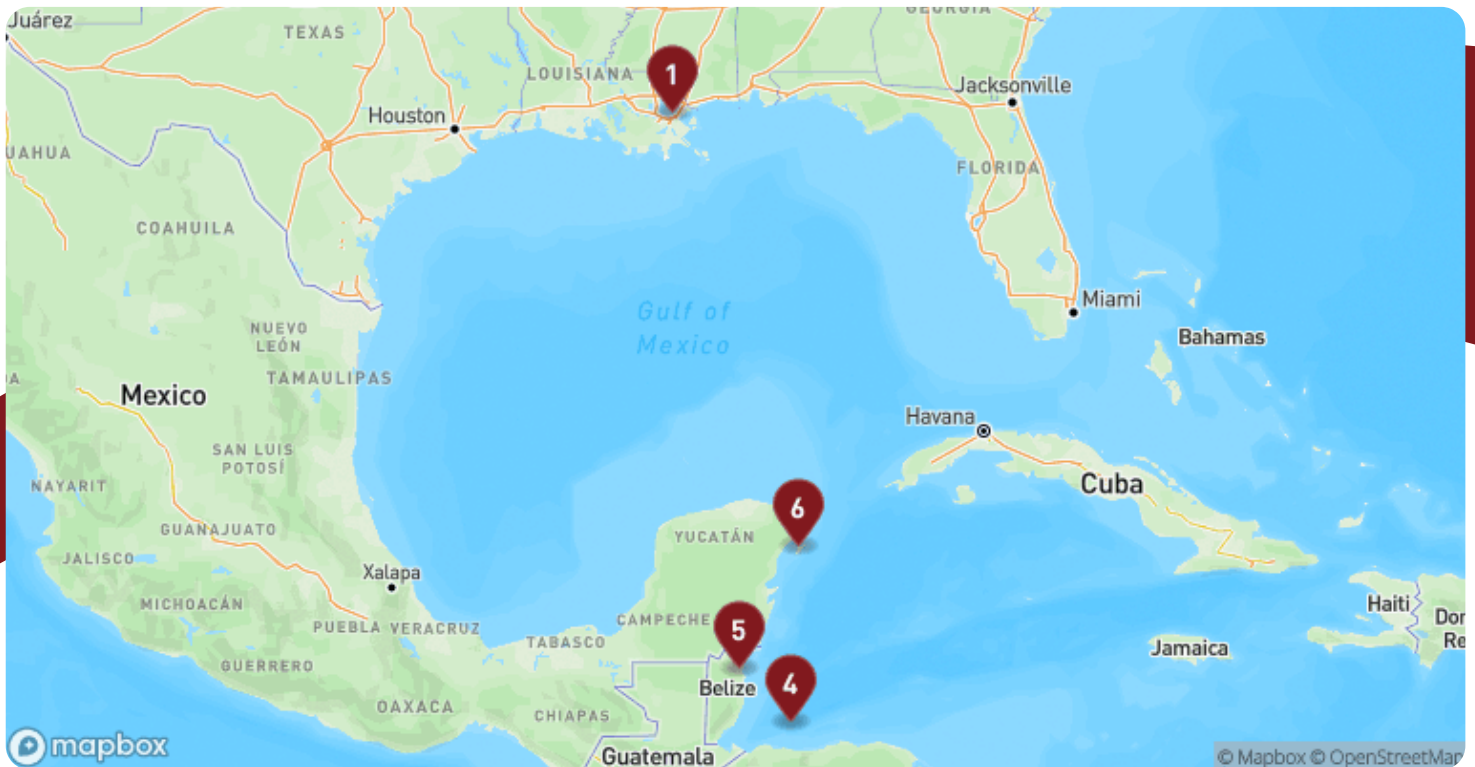 Juárez
TEXAS
LOUISIANA
1
GEORGIA
Jacksonville
Houston
UAHUA
FLORIDA
COAHUILA
Miami
Gulf of
Mexico
NUEVO
LEÓN
Bahamas
A
TAMAULIPAS
Mexico
Havana
SAN LUIS
POTOSÍ
Cuba
NAYARIT
6
GUANAJUATO
YUCATÁN
JALISCO
Xalapa
MICHOACÁN
Haiti
PUEBLA
VERACRUZ
CAMPECHE
5
Dor
Re
TABASCO
Jamaica
GUERRERO
4
Belize
OAXACA
CHIAPAS
Guatemala
mapbox
© Mapbox © OpenStreetMap